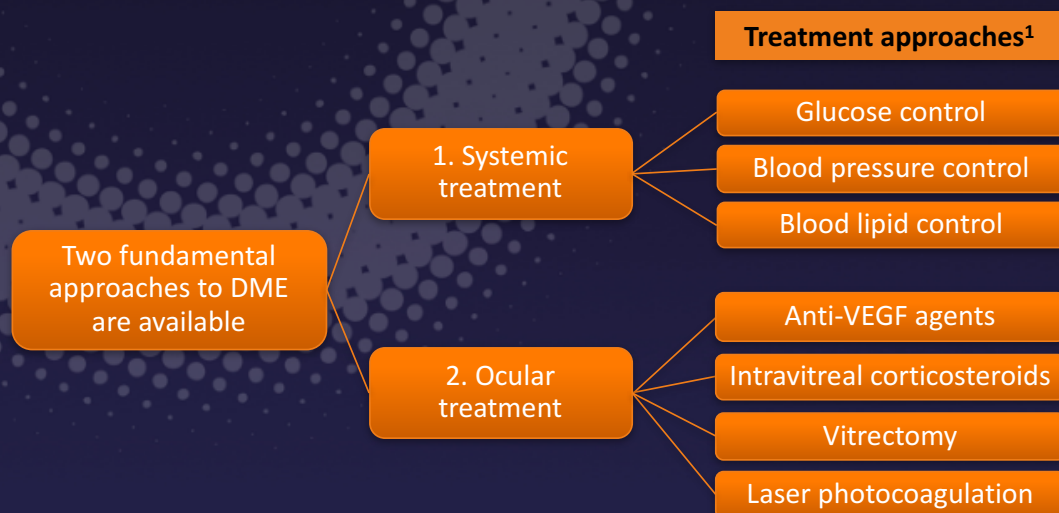 Treatment approaches¹
Two fundamental
approaches to DME
are available
1. Systemic
treatment
Glucose control
Blood pressure control
Blood lipid control
2. Ocular
treatment
Anti-VEGF agents
Intravitreal corticosteroids
Vitrectomy
Laser photocoagulation